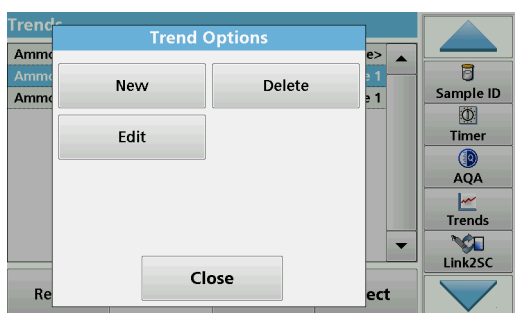 Trends
Trend Options
Ammo
e>
Ammo
e 1
Ammo
e 1
New
Delete
Edit
Close
Re
ect
Sample ID
Timer
AQA
Trends
Link2SC